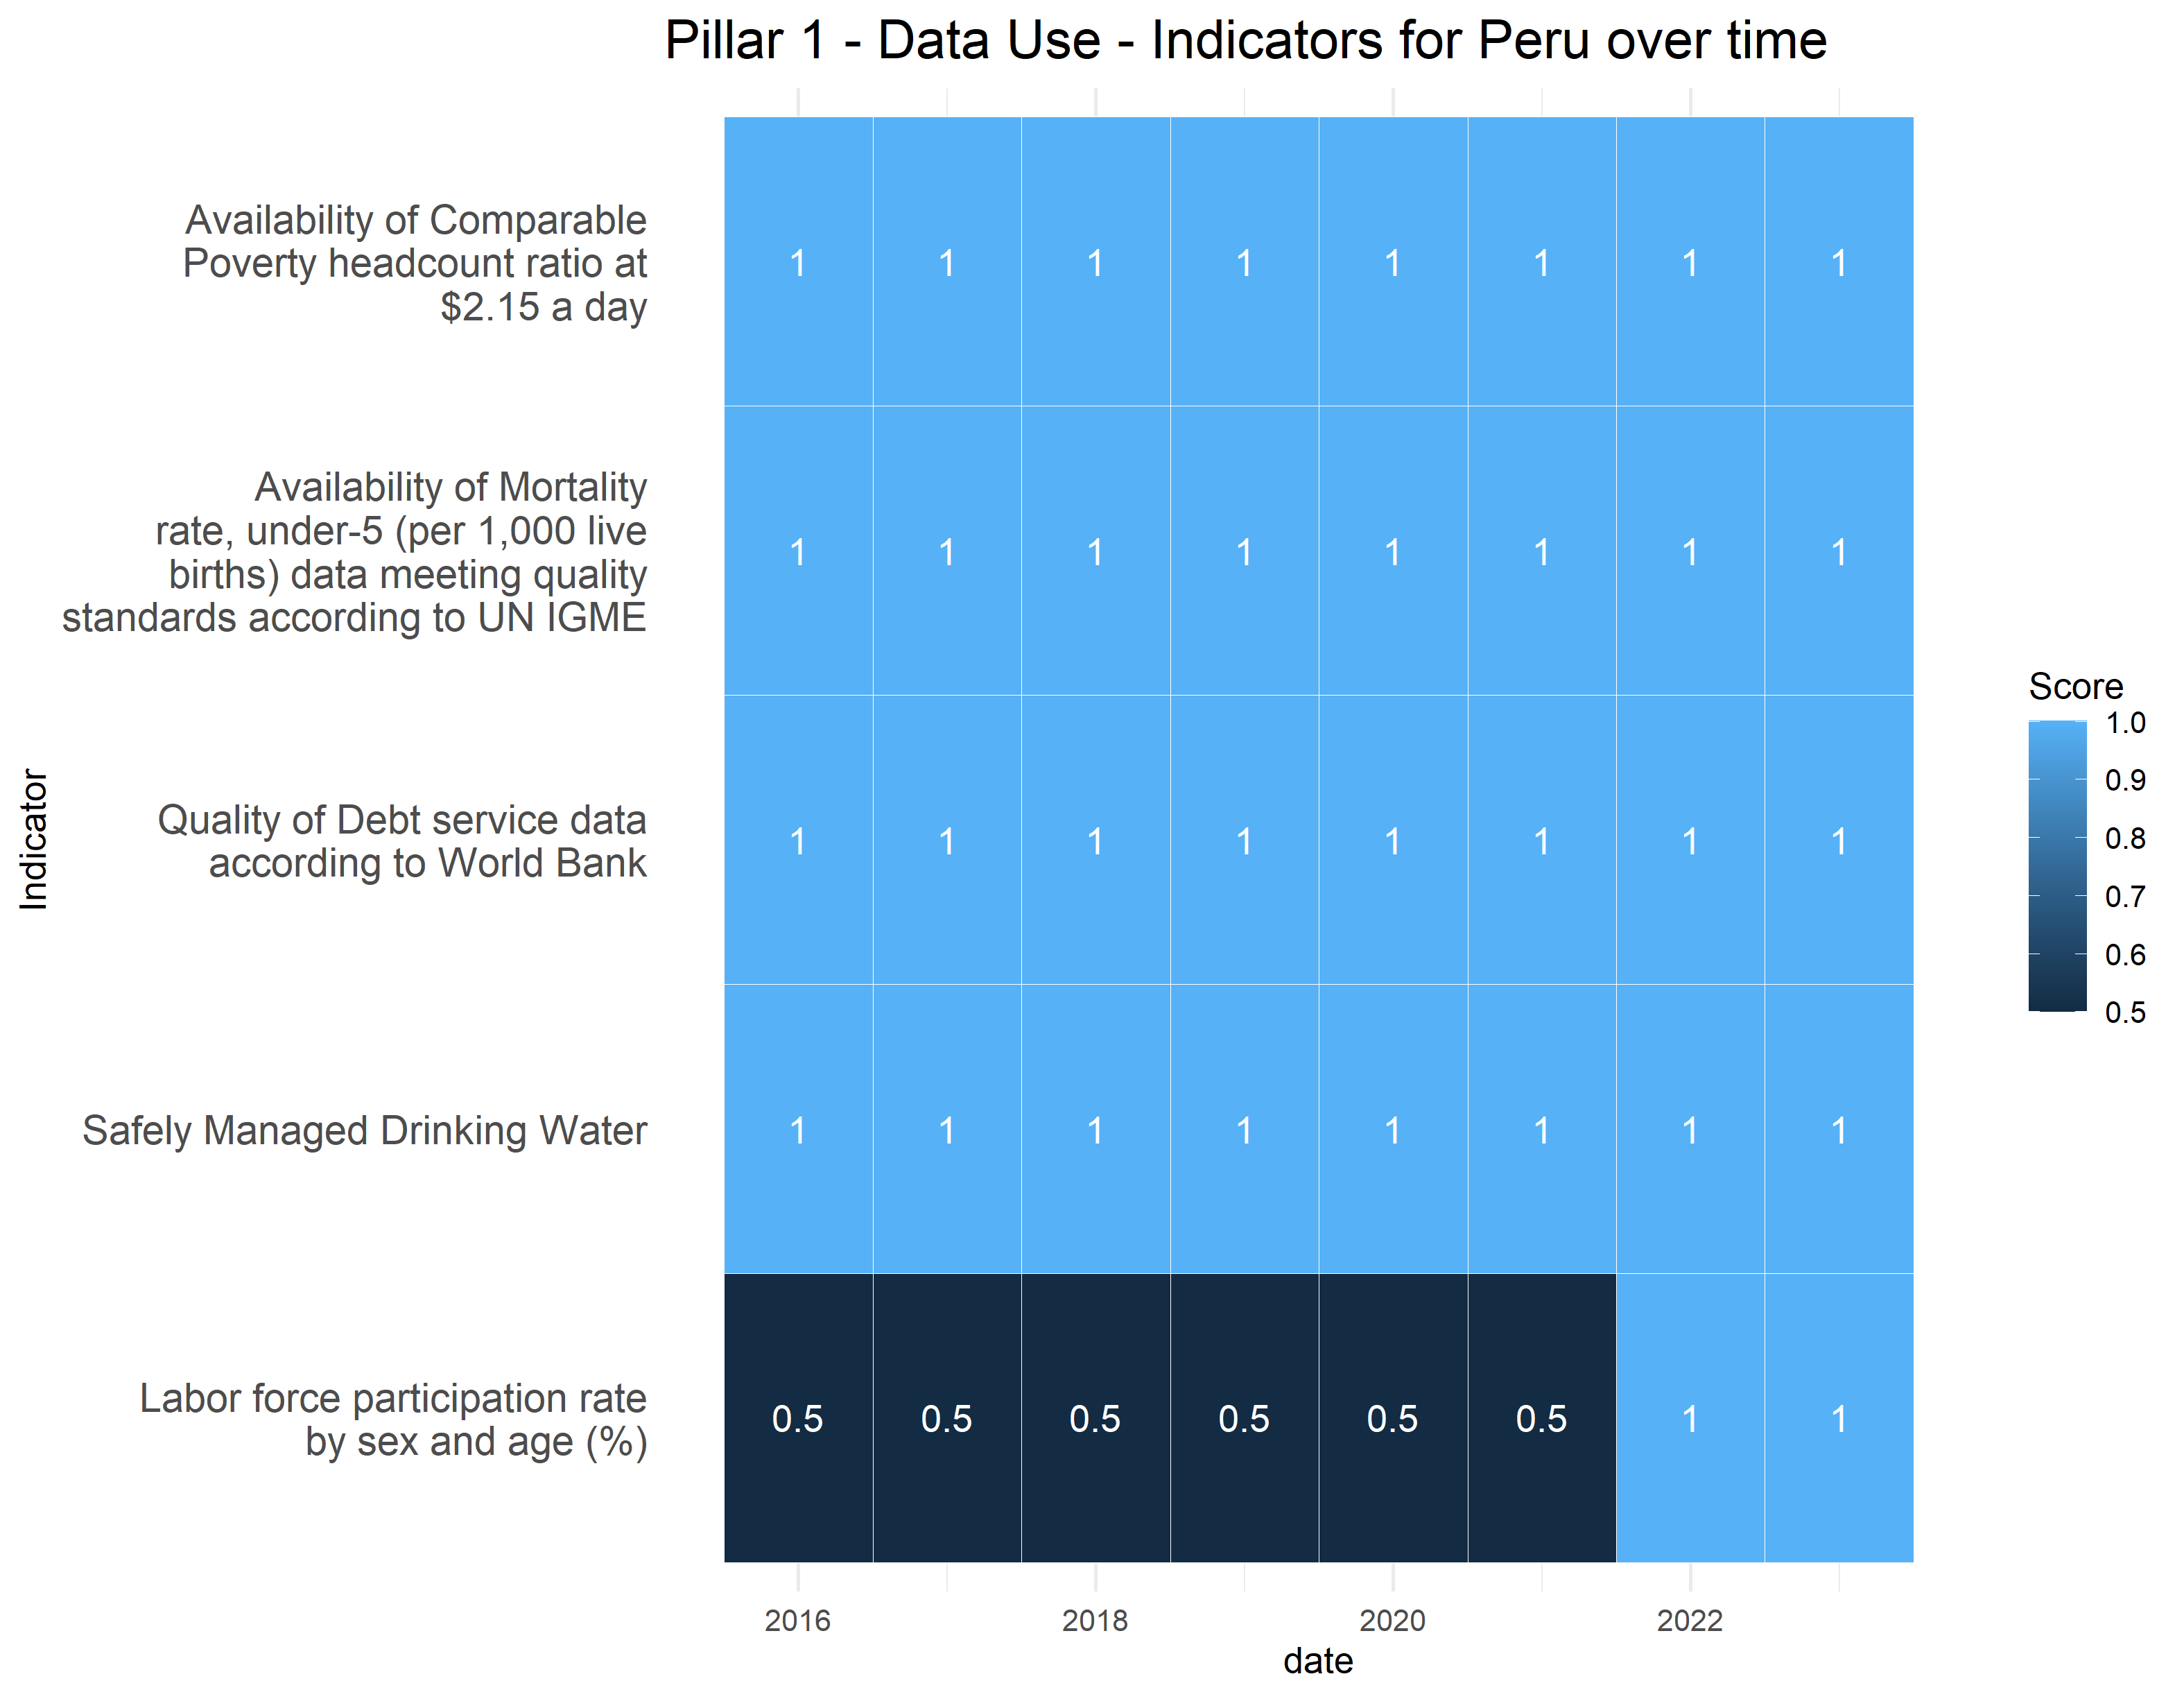 Pillar 1 - Data Use - Indicators for Peru over time
Indicator
Availability of Comparable
Poverty headcount ratio at
$2.15 a day
1 1 1 1 1 1 1 1
Availability of Mortality
rate, under-5 (per 1,000 live
births) data meeting quality
standards according to UN IGME
1 1 1 1 1 1 1 1
Quality of Debt service data
according to World Bank
1 1 1 1 1 1 1 1
Safely Managed Drinking Water
1 1 1 1 1 1 1 1
Labor force participation rate
by sex and age (%)
0.5 0.5 0.5 0.5 0.5 0.5 1 1
2016 2018 2020 2022
date
Score
1.0
0.9
0.8
0.7
0.6
0.5